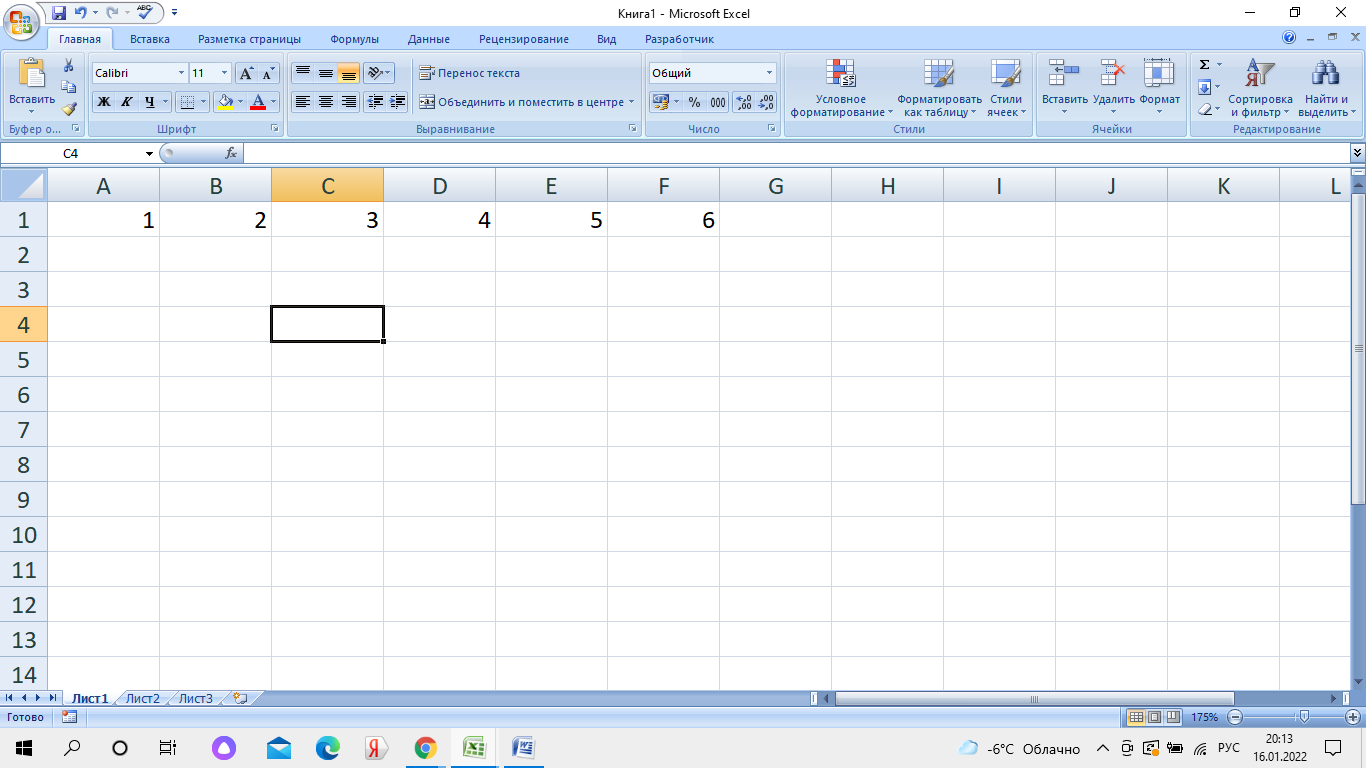 Книга1 - Microsoft Excel
Главная Вставка Разметка страницы Формулы Данные Рецензирование Вид Разработчик
Вставить
Буфер о...
Calibri 11
Ж К Ч
Шрифт
Перенос текста
Объединить и поместить в центре
Выравнивание
Общий
% 000
Число
Условное форматирование
Форматировать как таблицу
Стили ячеек
Стили
Вставить Удалить Формат
Ячейки
Σ
Сортировка и фильтр
Найти и выделить
Редактирование
C4 fx
A B C D E F G H I J K L
1 1 2 3 4 5 6
2
3
4
5
6
7
8
9
10
11
12
13
14
Лист1 Лист2 Лист3
Готово 175%
-6°C Облачно РУС 20:13
16.01.2022